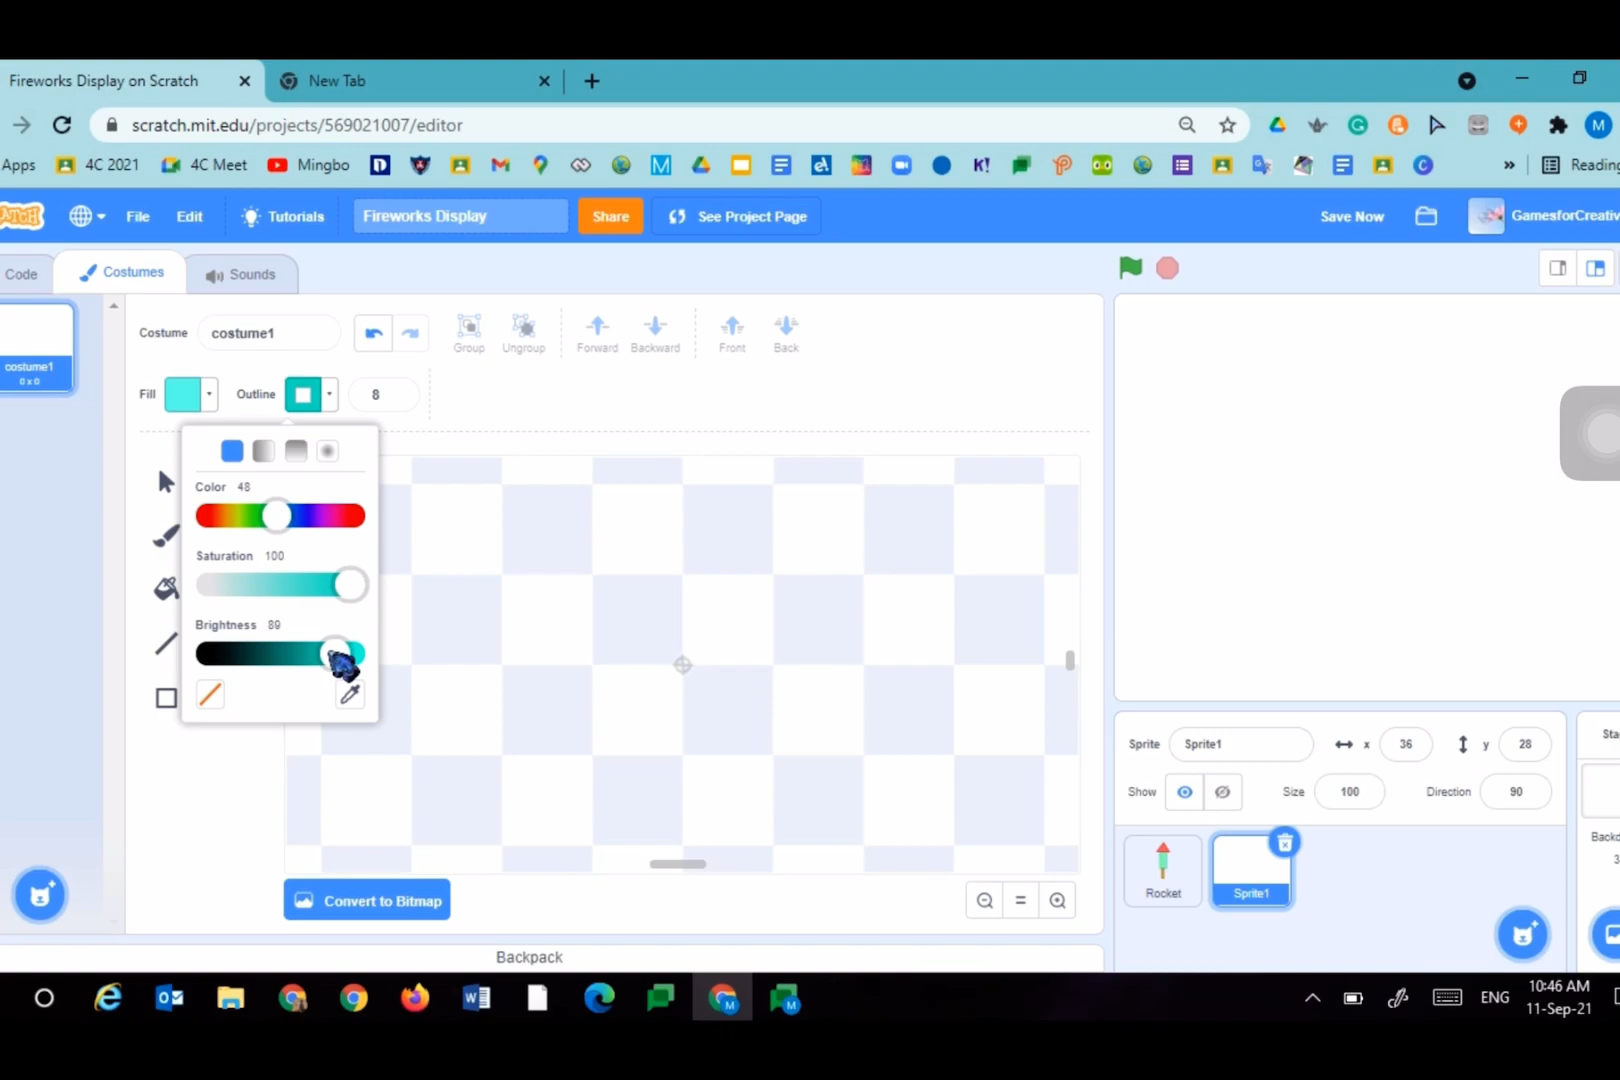 Fireworks Display on Scratch
New Tab
scratch.mit.edu/projects/569021007/editor
M
Apps
4C 2021
4C Meet
Mingbo
M
K!
»
Reading
File
Edit
Tutorials
Fireworks Display
Share
See Project Page
Save Now
GamesforCreativ
Code
Costumes
Sounds
Costume
costume1
Group
Ungroup
Forward
Backward
Front
Back
costume1
0 x 0
Fill
Outline
8
Color 48
Saturation 100
Brightness 89
Sprite
Sprite1
x
36
y
28
Show
Size
100
Direction
90
Rocket
Sprite1
Sta
Backd
3
Convert to Bitmap
Backpack
ENG
10:46 AM
11-Sep-21